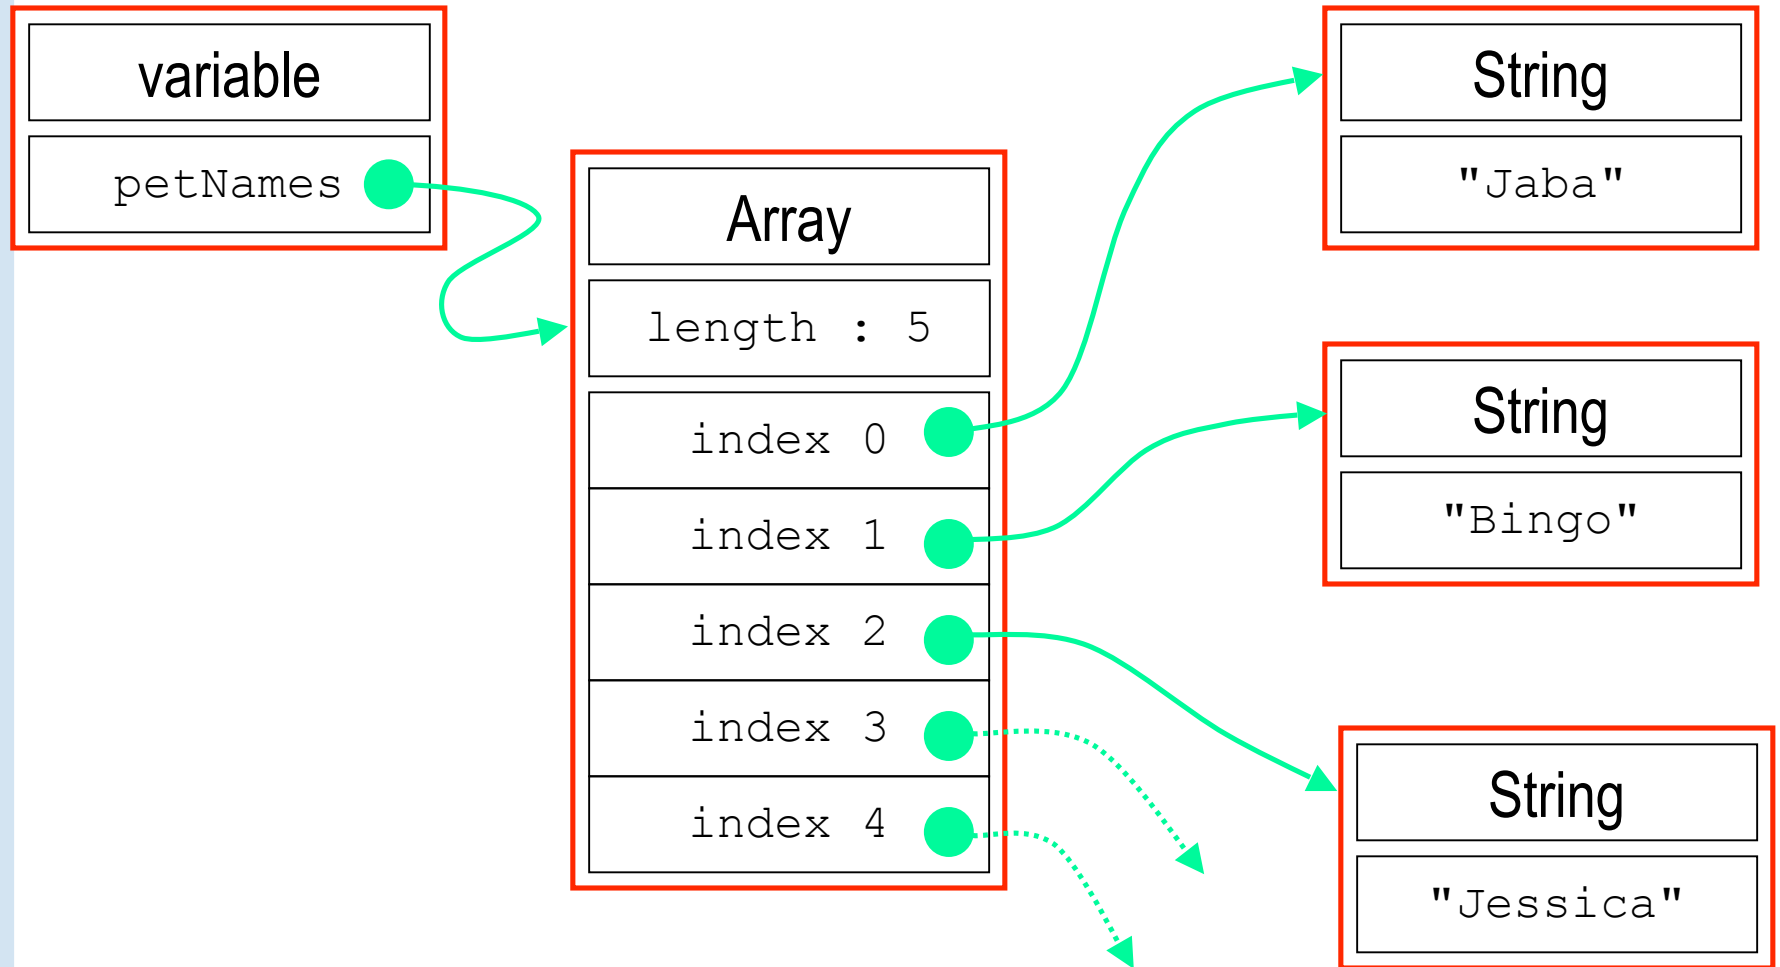 variable
petNames
Array
length : 5
index 0
index 1
index 2
index 3
index 4
String
"Jaba"
String
"Bingo"
String
"Jessica"